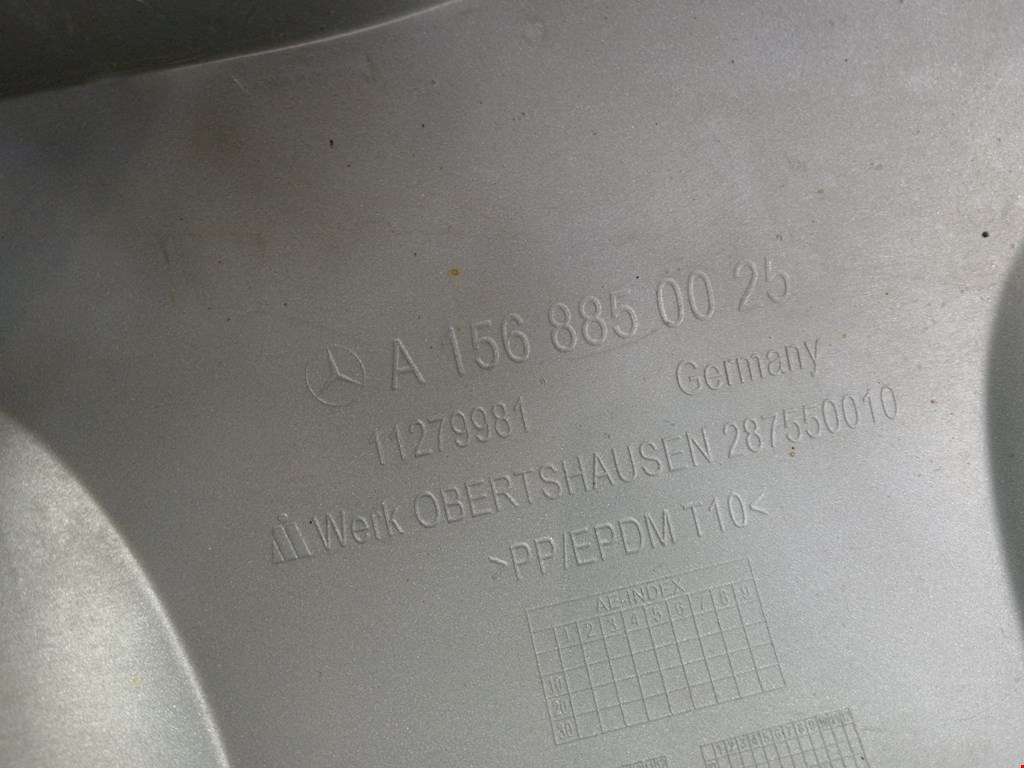 A 156 885 00 25
11279981 Germany
Werk OBERTSHAUSEN 287550010
>PP/EPDM T10<
AE-INDEX
1 2 3 4 5 6 7 8 9
10
20
30